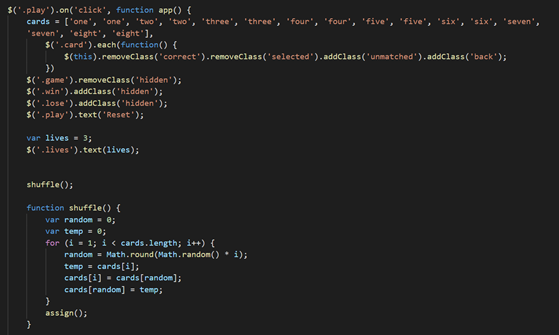 $('.play').on('click', function app() {
cards = ['one', 'one', 'two', 'two', 'three', 'three', 'four', 'four', 'five', 'five', 'six', 'six', 'seven',
'seven', 'eight', 'eight'],
$('.card').each(function() {
$(this).removeClass('correct').removeClass('selected').addClass('unmatched').addClass('back');
})
$('.game').removeClass('hidden');
$('.win').addClass('hidden');
$('.lose').addClass('hidden');
$('.play').text('Reset');
var lives = 3;
$('.lives').text(lives);
shuffle();
function shuffle() {
var random = 0;
var temp = 0;
for (i = 1; i < cards.length; i++) {
random = Math.round(Math.random() * i);
temp = cards[i];
cards[i] = cards[random];
cards[random] = temp;
}
assign();
}